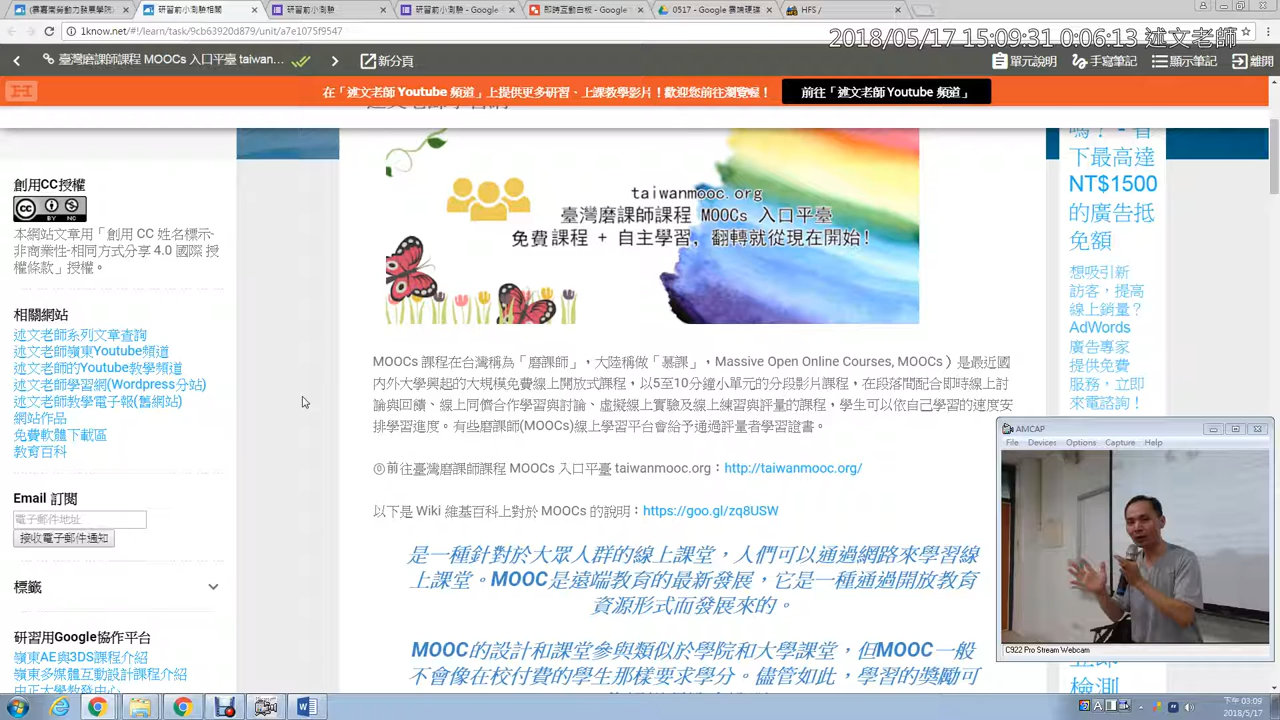 (雲嘉南勞動力發展學院
研習前小測驗相關
研習前小測驗
研習前小測驗 - Google
即時互動白板 - Google
0517 - Google 雲端硬碟
HFS /
1know.net/#!/learn/task/9cb63920d879/unit/a7e1075f9547
2018/05/17 15:09:31 0:06:13 述文老師
臺灣磨課師課程 MOOCs 入口平臺 taiwan...
新分頁
單元說明
手寫筆記
顯示筆記
離開
在「述文老師 Youtube 頻道」上提供更多研習、上課教學影片！歡迎您前往瀏覽喔！
前往「述文老師 Youtube 頻道」
創用CC授權
BY NC
本網站文章用「創用 CC 姓名標示-
非商業性-相同方式分享 4.0 國際 授
權條款」授權。
相關網站
述文老師系列文章查詢
述文老師嶺東Youtube頻道
述文老師的Youtube教學頻道
述文老師學習網(Wordpress分站)
述文老師教學電子報(舊網站)
網站作品
免費軟體下載區
教育百科
Email 訂閱
電子郵件地址
接收電子郵件通知
標籤
研習用Google協作平台
嶺東AE與3DS課程介紹
嶺東多媒體互動設計課程介紹
taiwanmooc.org
臺灣磨課師課程 MOOCs 入口平臺
免費課程 + 自主學習, 翻轉就從現在開始!
MOOCs 課程在台灣稱為「磨課師」，大陸稱做「慕課」，Massive Open Online Courses, MOOCs ）是最近國
內外大學興起的大規模免費線上開放式課程，以5至10分鐘小單元的分段影片課程，在段落間配合即時線上討
論與回饋、線上同儕合作學習與討論、虛擬線上實驗及線上練習與評量的課程，學生可以依自己學習的速度安
排學習進度。有些磨課師(MOOCs)線上學習平台會給予通過評量者學習證書。
◎前往臺灣磨課師課程 MOOCs 入口平臺 taiwanmooc.org：http://taiwanmooc.org/
以下是 Wiki 維基百科上對於 MOOCs 的說明：https://goo.gl/zq8USW
是一種針對於大眾人群的線上課堂，人們可以通過網路來學習線
上課堂。MOOC是遠端教育的最新發展，它是一種通過開放教育
資源形式而發展來的。
MOOC的設計和課堂參與類似於學院和大學課堂，但MOOC一般
不會像在校付費的學生那樣要求學分。儘管如此，學習的獎勵可
下最高達
NT$1500
的廣告抵
免額
想吸引新
訪客，提高
線上銷量？
AdWords
廣告專家
提供免費
服務，立即
來電諮詢！
AMCAP
File Devices Options Capture Help
C922 Pro Stream Webcam
檢測
下午 03:09
2018/5/17